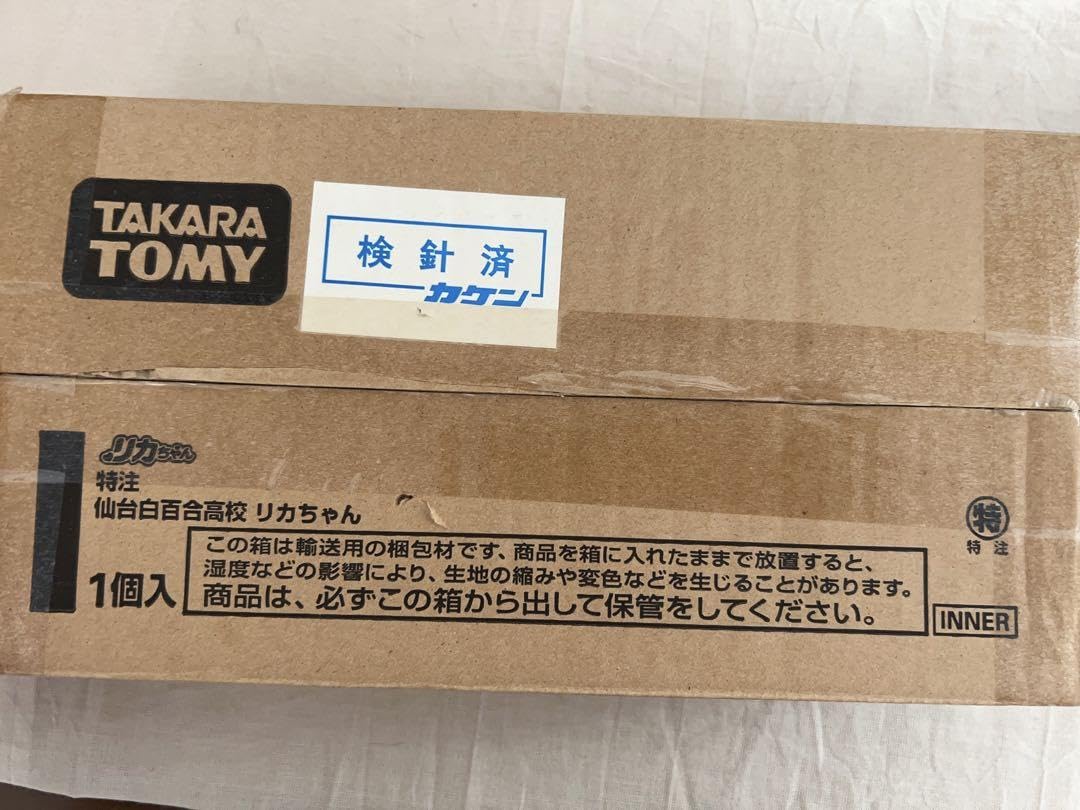 TAKARA
TOMY
検針済
カケン
リカちゃん
特注
仙台白百合高校 リカちゃん
1個入
この箱は輸送用の梱包材です、商品を箱に入れたままで放置すると、
湿度などの影響により、生地の縮みや変色などを生じることがあります。
商品は、必ずこの箱から出して保管をしてください。
特
特注
INNER